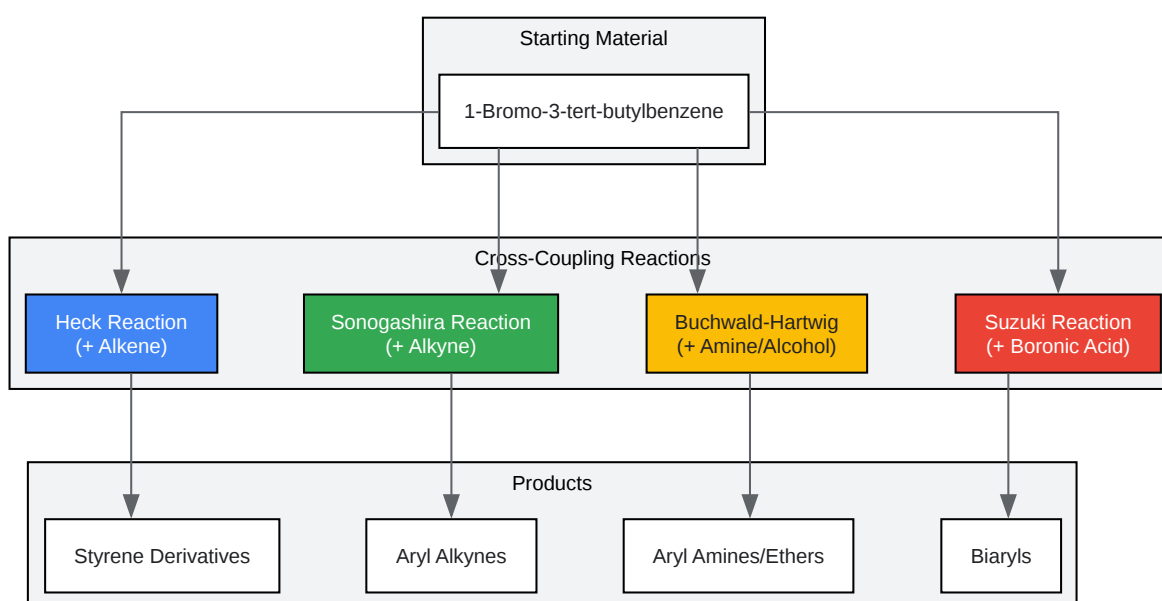 Starting Material
1-Bromo-3-tert-butylbenzene
Cross-Coupling Reactions
Heck Reaction
(+ Alkene)
Sonogashira Reaction
(+ Alkyne)
Buchwald-Hartwig
(+ Amine/Alcohol)
Suzuki Reaction
(+ Boronic Acid)
Products
Styrene Derivatives
Aryl Alkynes
Aryl Amines/Ethers
Biaryls